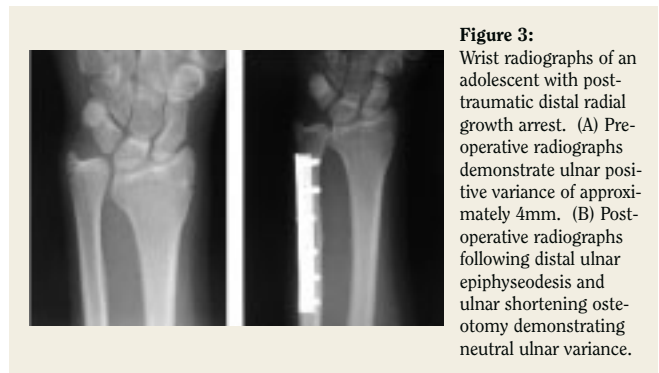 Figure 3:
Wrist radiographs of an
adolescent with post-
traumatic distal radial
growth arrest.  (A) Pre-
operative radiographs
demonstrate ulnar posi-
tive variance of approxi-
mately 4mm.  (B) Post-
operative radiographs
following distal ulnar
epiphyseodesis and
ulnar shortening oste-
otomy demonstrating
neutral ulnar variance.